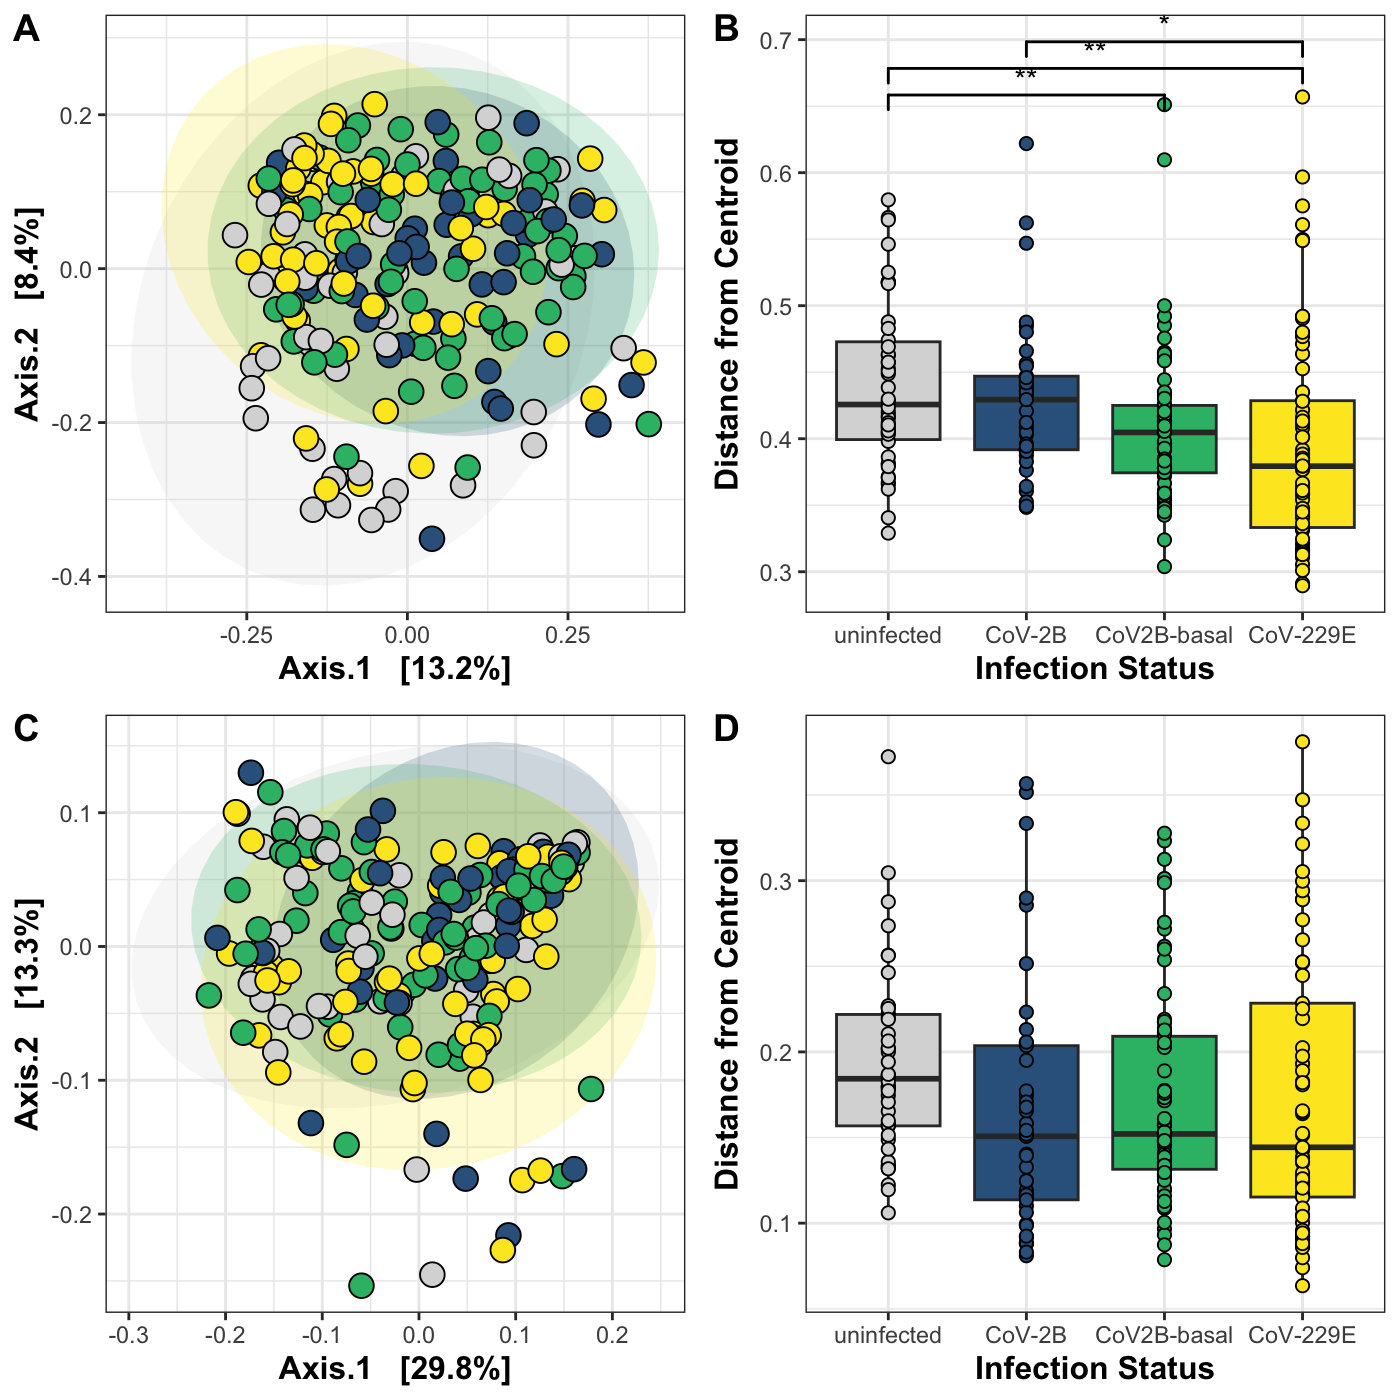 A
Axis.2 [8.4%]
0.2
0.0
-0.2
-0.4
-0.25 0.00 0.25
Axis.1 [13.2%]
B
Distance from Centroid
0.7
0.6
0.5
0.4
0.3
*
**
**
uninfected CoV-2B CoV2B-basal CoV-229E
Infection Status
C
Axis.2 [13.3%]
0.1
0.0
-0.1
-0.2
-0.3 -0.2 -0.1 0.0 0.1 0.2
Axis.1 [29.8%]
D
Distance from Centroid
0.3
0.2
0.1
uninfected CoV-2B CoV2B-basal CoV-229E
Infection Status